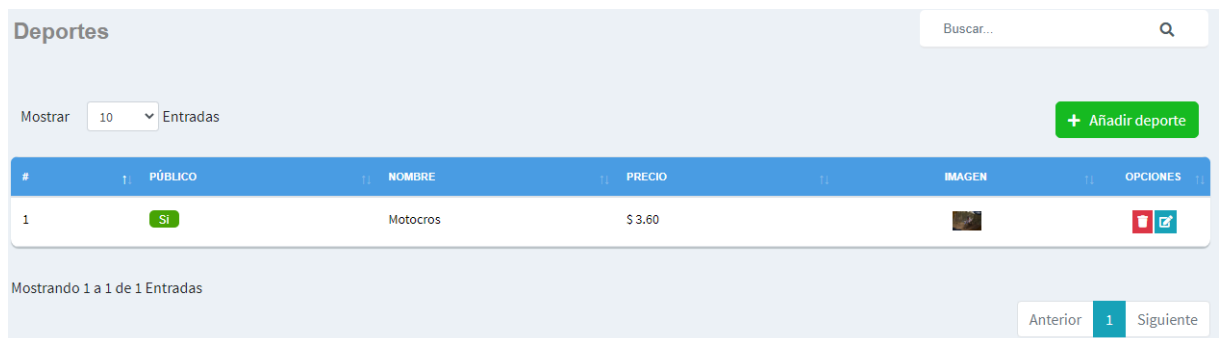 Deportes Buscar...
Mostrar 10 Entradas + Añadir deporte
# PÚBLICO NOMBRE PRECIO IMAGEN OPCIONES
1 Si Motocros $ 3.60
Mostrando 1 a 1 de 1 Entradas
Anterior 1 Siguiente